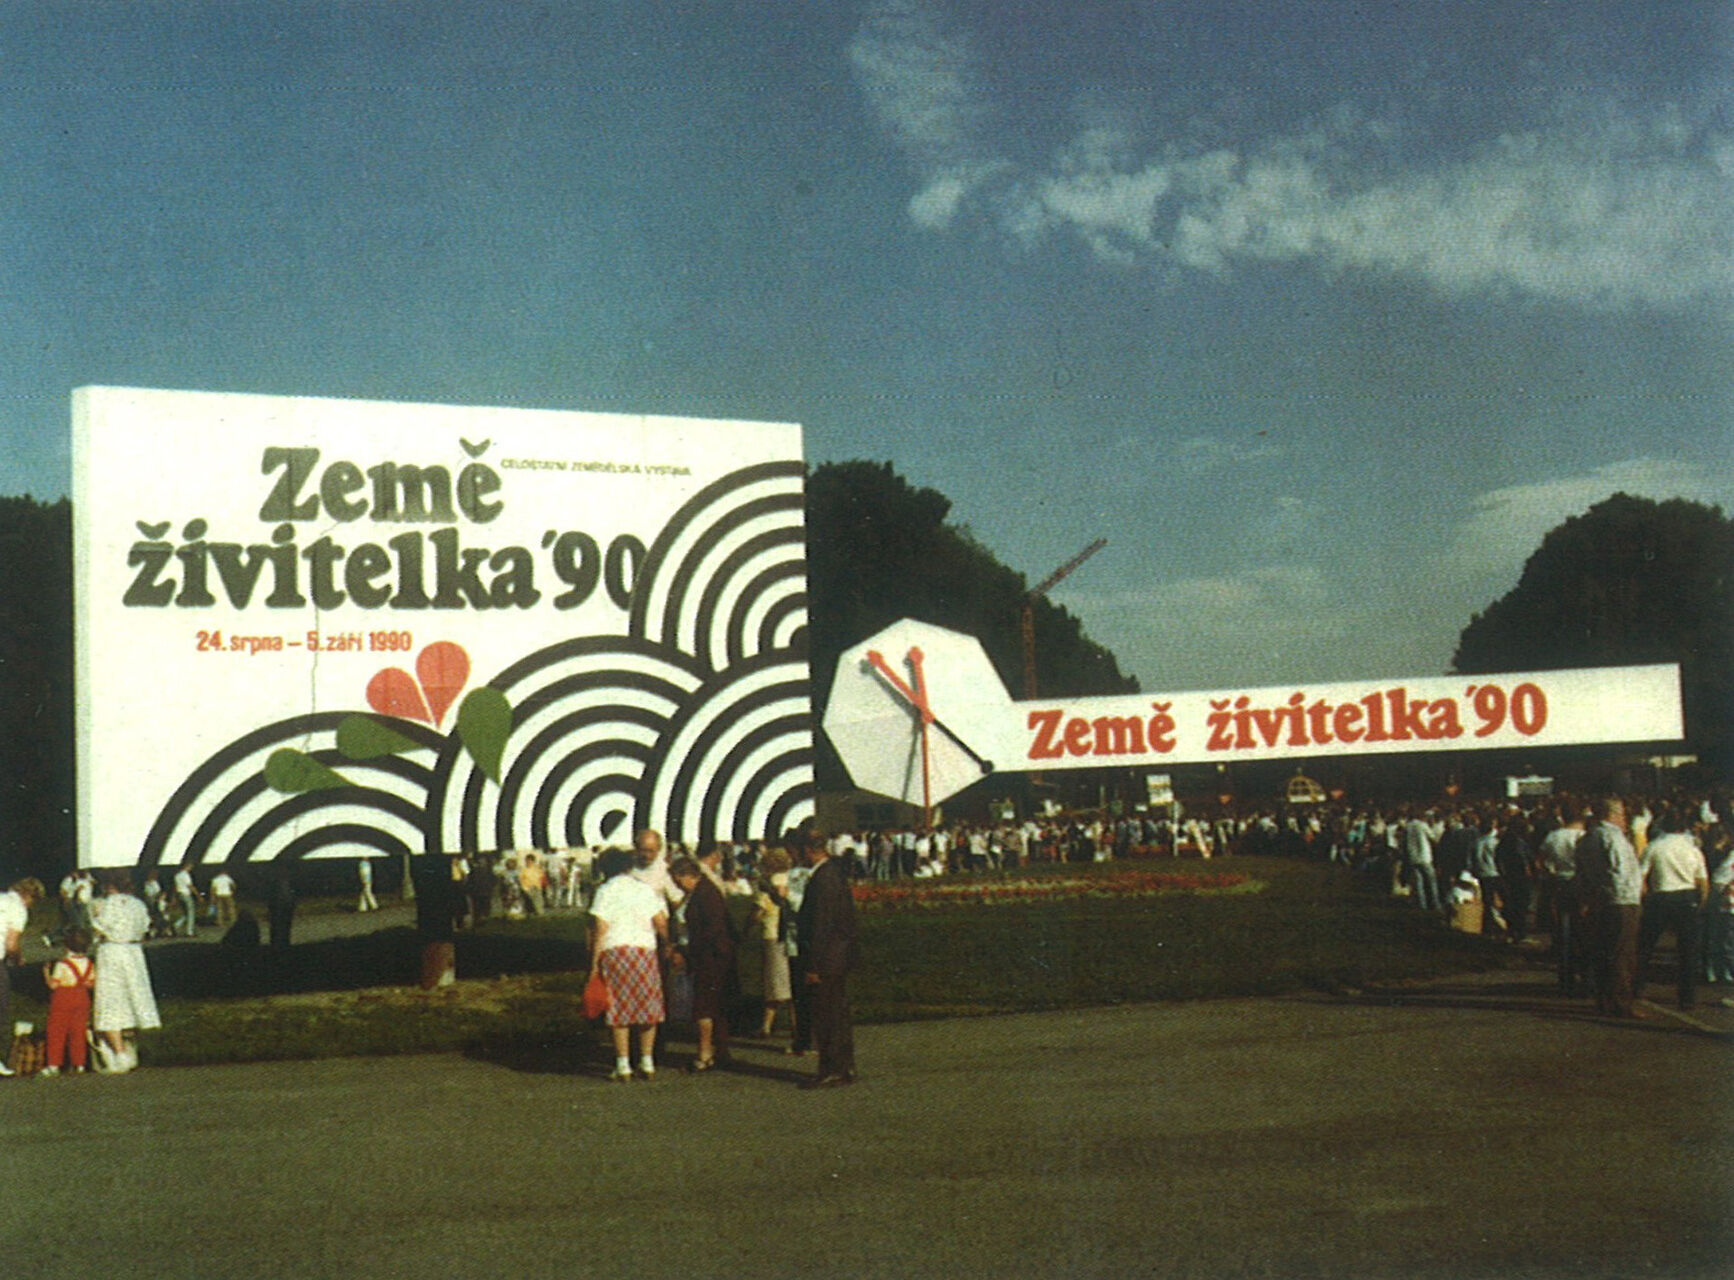 Země
CELOSTÁTNÍ ZEMĚDĚLSKÁ VÝSTAVA
živitelka '90
24. srpna – 5. září 1990
Země živitelka '90